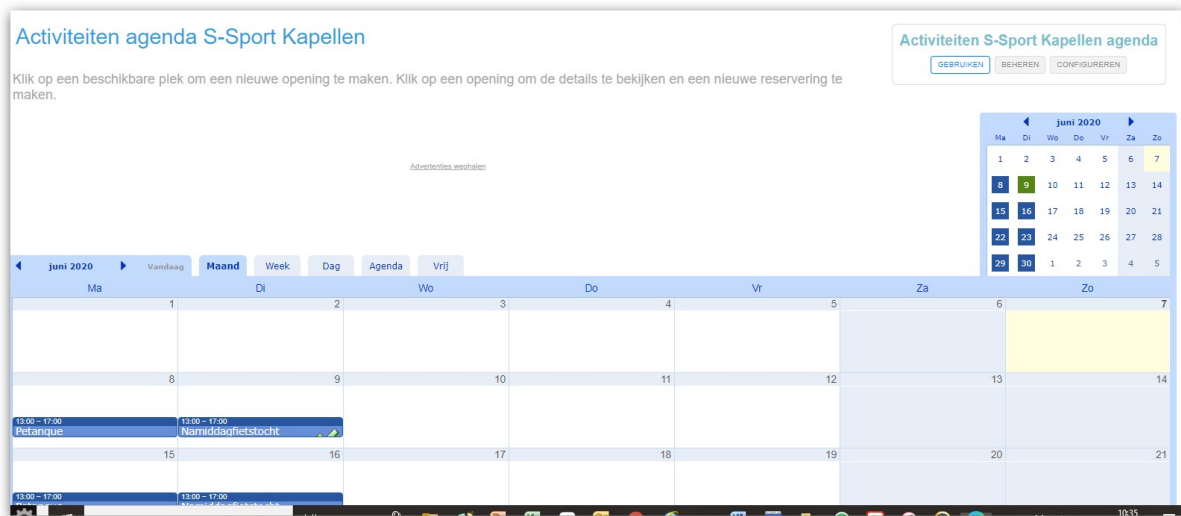 Activiteiten agenda S-Sport Kapellen
Klik op een beschikbare plek om een nieuwe opening te maken. Klik op een opening om de details te bekijken en een nieuwe reservering te
maken.
Advertenties weghalen
Activiteiten S-Sport Kapellen agenda
GEBRUIKEN BEHEREN CONFIGUREREN
juni 2020
Ma Di Wo Do Vr Za Zo
1 2 3 4 5 6 7
8 9 10 11 12 13 14
15 16 17 18 19 20 21
22 23 24 25 26 27 28
29 30 1 2 3 4 5
juni 2020 Vandaag Maand Week Dag Agenda Vrij
Ma Di Wo Do Vr Za Zo
1 2 3 4 5 6 7
8 9 10 11 12 13 14
13:00 – 17:00 13:00 – 17:00
Petanque Namiddagfietstocht
15 16 17 18 19 20 21
13:00 – 17:00 13:00 – 17:00
10:35